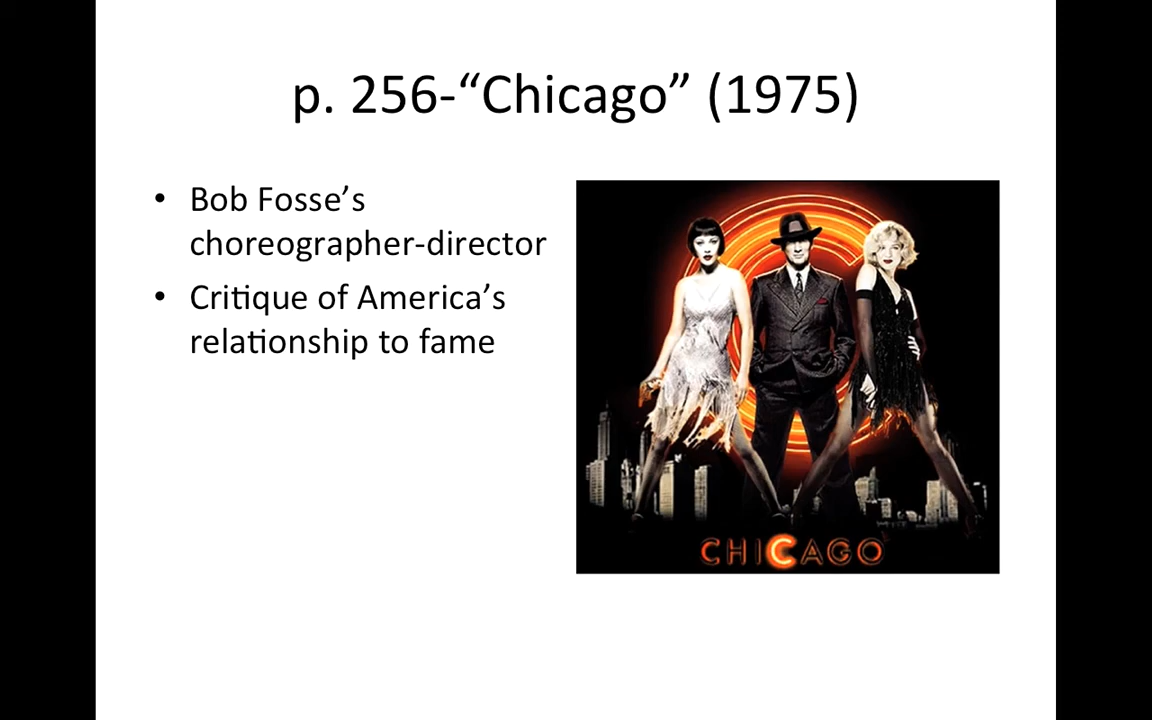 p. 256-“Chicago” (1975)
• Bob Fosse’s
choreographer-director
• Critique of America’s
relationship to fame
CHICAGO